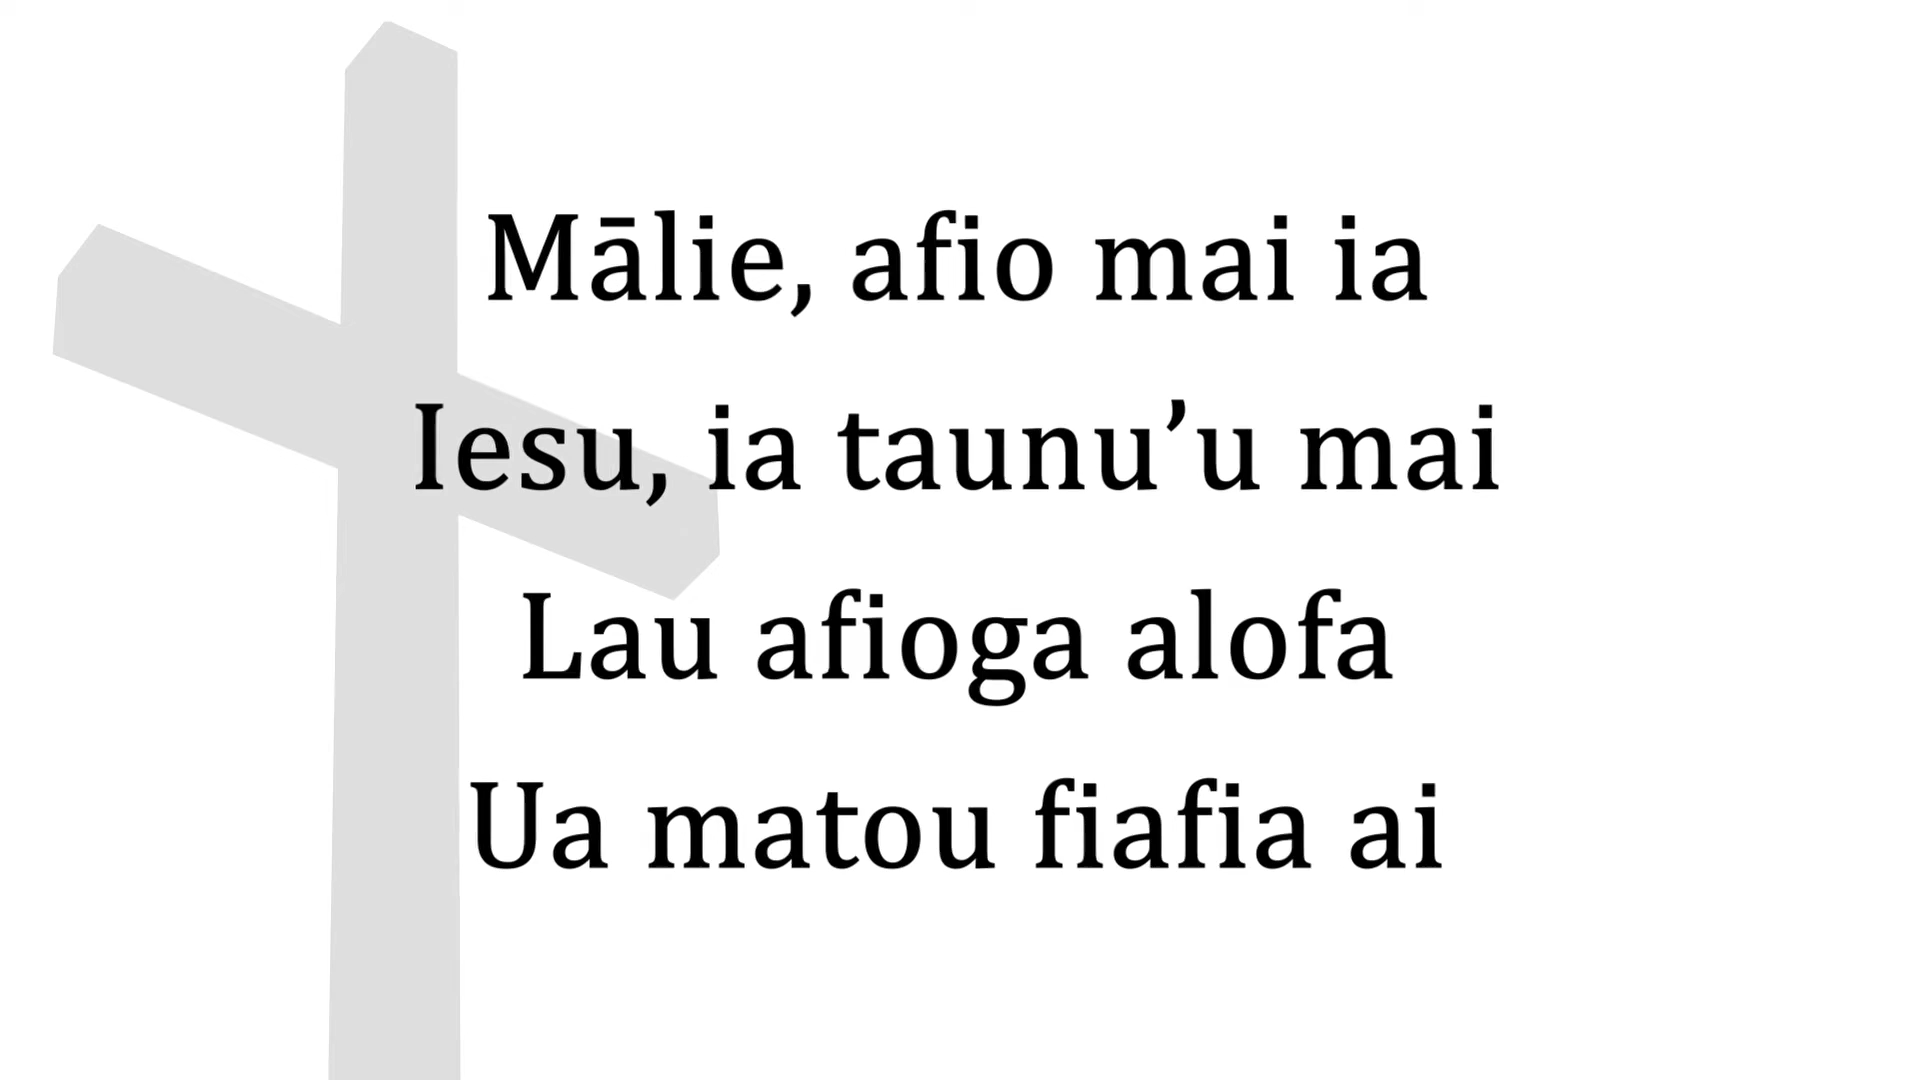 Mālie, afio mai ia
Iesu, ia taunu’u mai
Lau afioga alofa
Ua matou fiafia ai